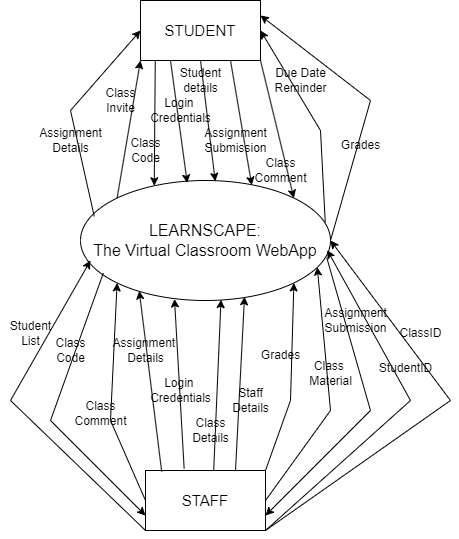 STUDENT
Student
details
Due Date
Reminder
Class
Invite
Login
Credentials
Assignment
Details
Class
Code
Assignment
Submission
Grades
Class
Comment
LEARNSCAPE:
The Virtual Classroom WebApp
Student
List
Class
Code
Assignment
Details
Assignment
Submission
ClassID
Grades
Class
Material
StudentID
Login
Credentials
Staff
Details
Class
Comment
Class
Details
STAFF